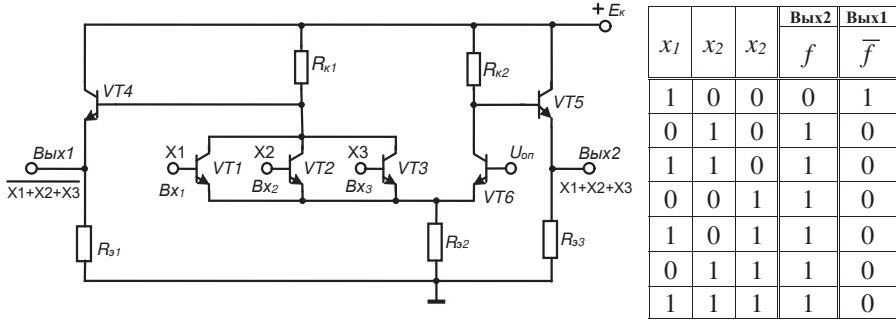 + Eк
Rк1
Rк2
VT4
VT5
Вых1
X1+X2+X3
X1
Вх1
VT1
X2
Вх2
VT2
X3
Вх3
VT3
Uоп
VT6
Вых2
X1+X2+X3
Rэ1
Rэ2
Rэ3
x1 x2 x2 Вых2 Вых1
f f̅
1 0 0 0 1
0 1 0 1 0
1 1 0 1 0
0 0 1 1 0
1 0 1 1 0
0 1 1 1 0
1 1 1 1 0